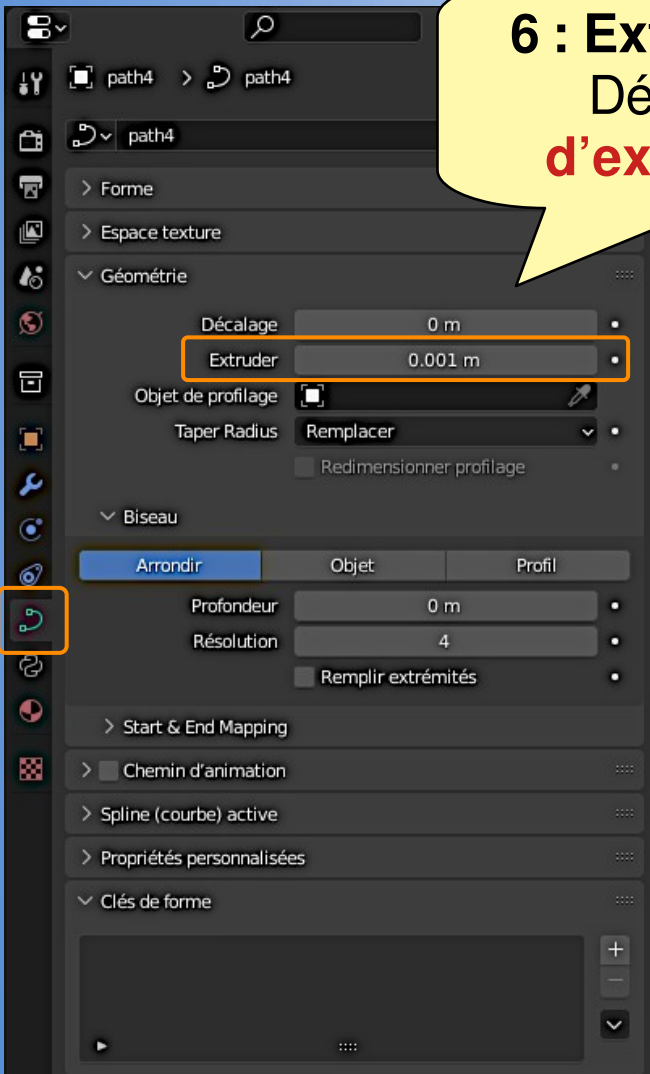 6 : Ex
Dé
d'ex
path4 > path4
path4
Forme
Espace texture
Géométrie
Décalage 0 m
Extruder 0.001 m
Objet de profilage
Taper Radius Remplacer
Redimensionner profilage
Biseau
Arrondir Objet Profil
Profondeur 0 m
Résolution 4
Remplir extrémités
Start & End Mapping
Chemin d'animation
Spline (courbe) active
Propriétés personnalisées
Clés de forme